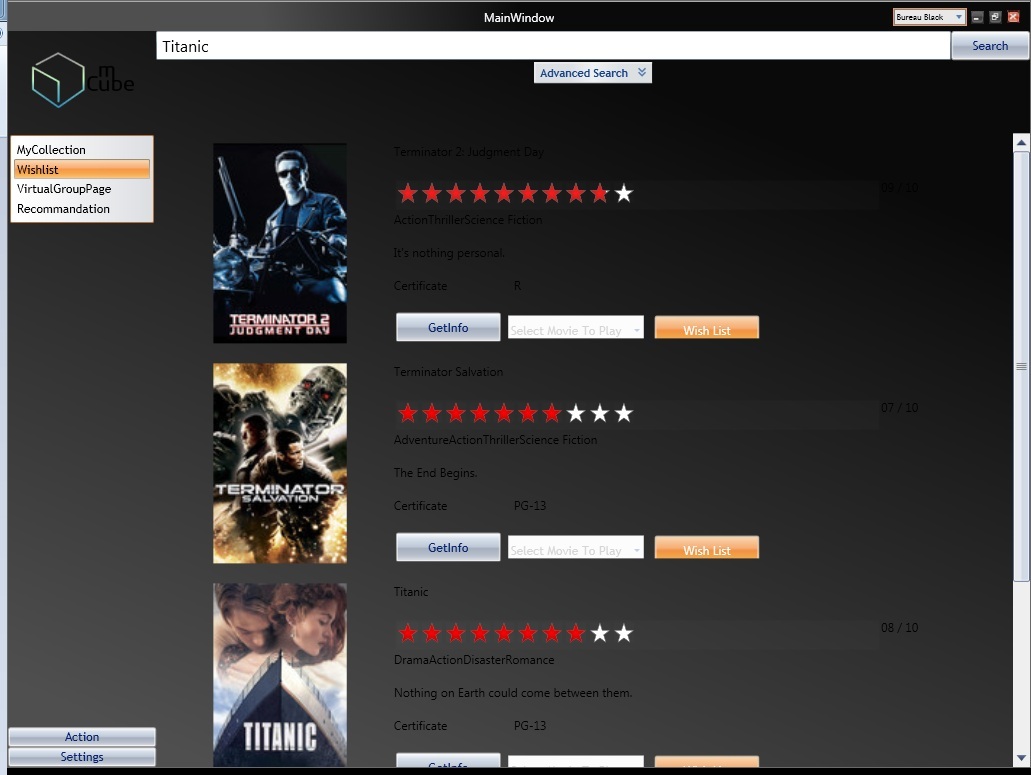 MainWindow
Bureau Black
Titanic
Search
Advanced Search
m
Cube
MyCollection
Wishlist
VirtualGroupPage
Recommandation
TERMINATOR 2
JUDGMENT DAY
Terminator 2: Judgment Day
09 / 10
ActionThrillerScience Fiction
It's nothing personal.
Certificate R
GetInfo Select Movie To Play Wish List
TERMINATOR
SALVATION
Terminator Salvation
07 / 10
AdventureActionThrillerScience Fiction
The End Begins.
Certificate PG-13
GetInfo Select Movie To Play Wish List
TITANIC
Titanic
08 / 10
DramaActionDisasterRomance
Nothing on Earth could come between them.
Certificate PG-13
GetInfo
Action
Settings